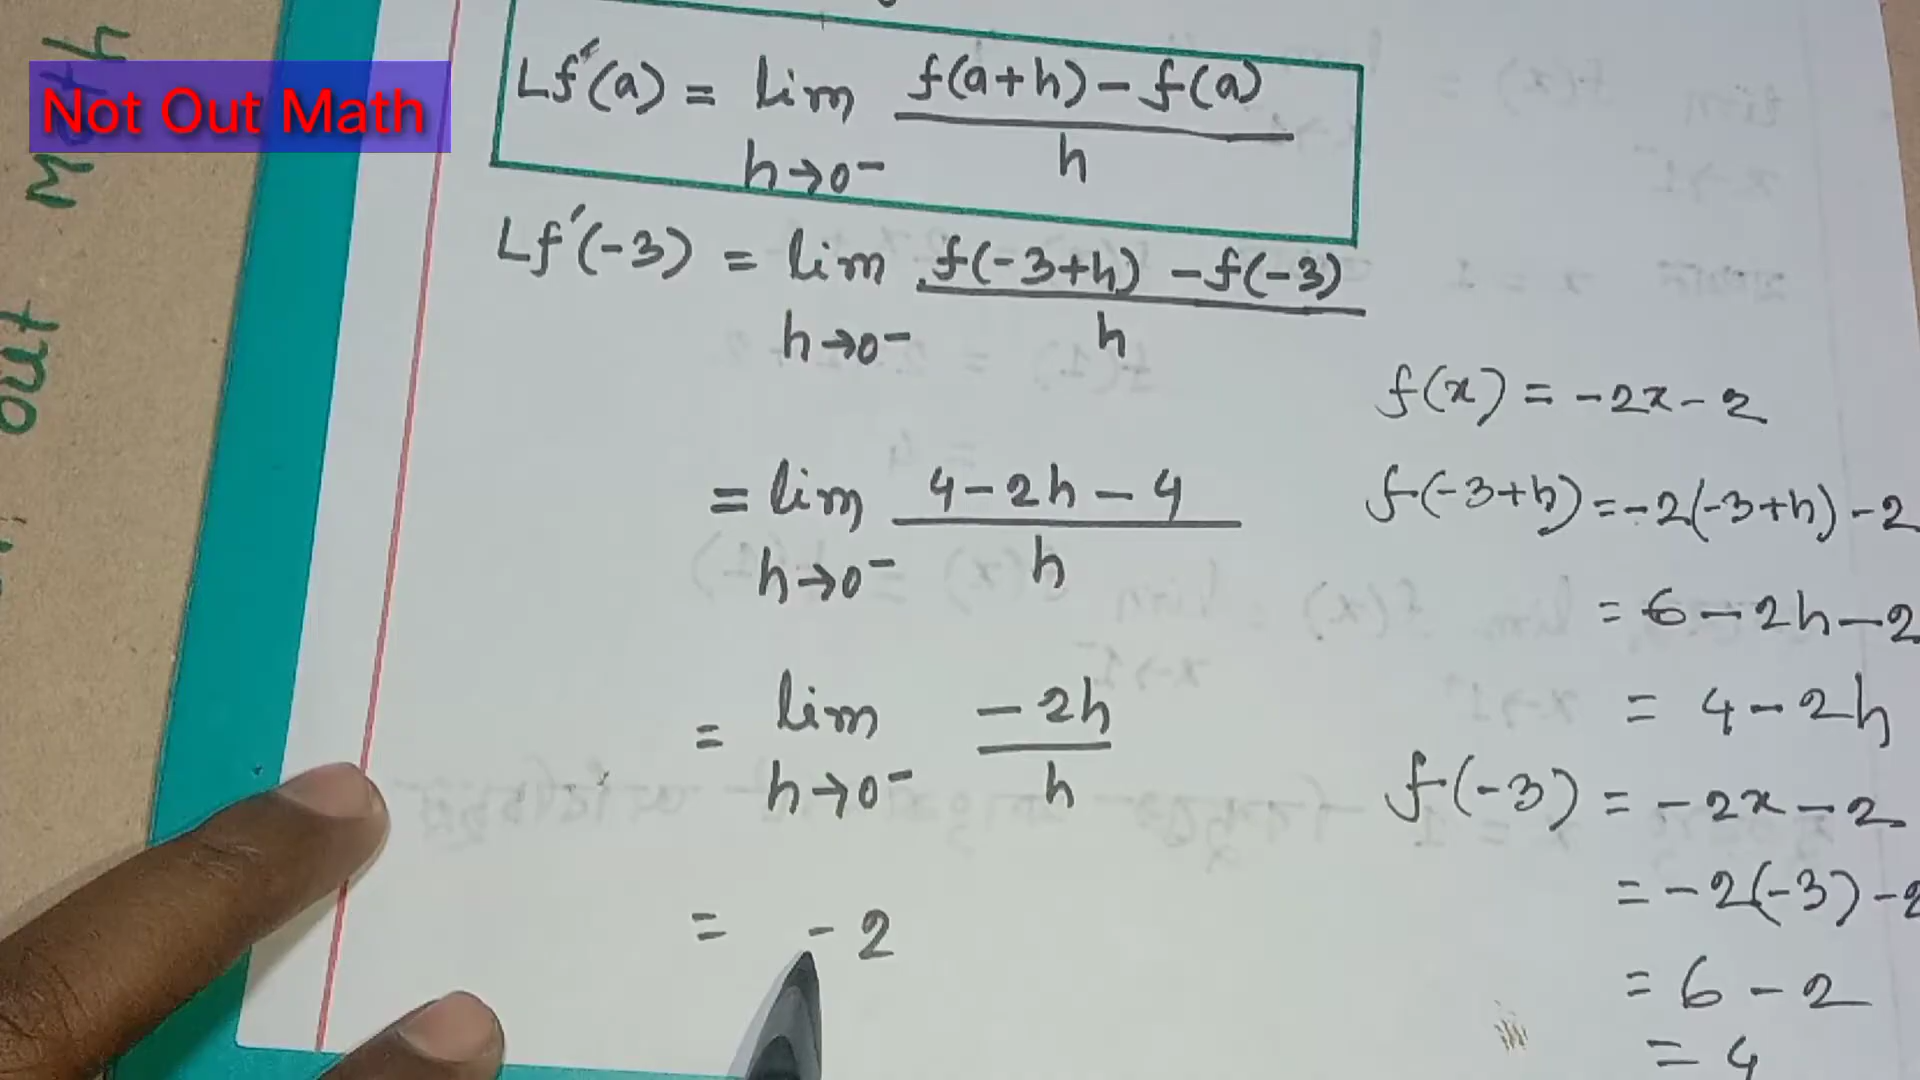 Not Out Math
Math
out
Lf'(a) = lim f(a+h) - f(a)
h→0- h
Lf'(-3) = lim f(-3+h) - f(-3)
h→0- h
= lim 4-2h-4
h→0- h
= lim -2h
h→0- h
= -2
f(x) = -2x-2
f(-3+h) = -2(-3+h)-2
= 6-2h-2
= 4-2h
f(-3) = -2x-2
= -2(-3)-2
= 6-2
= 4